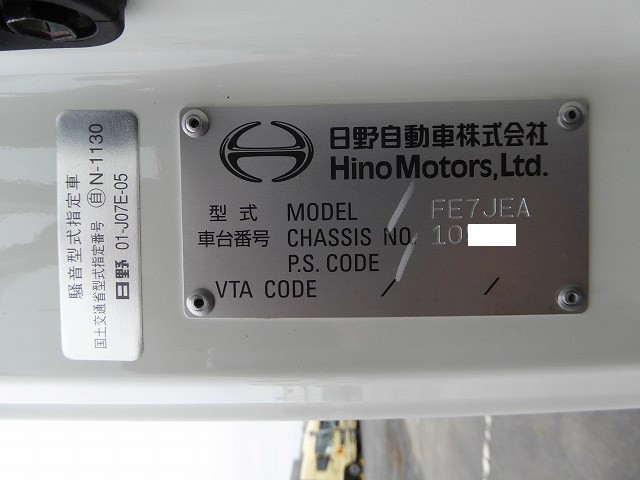 騒音型式指定車
国土交通省型式指定番号 自 N-1130
日野 01-J07E-05
日野自動車株式会社
Hino Motors, Ltd.
型式 MODEL FE7JEA
車台番号 CHASSIS NO. 10
P.S. CODE
VTA CODE / /